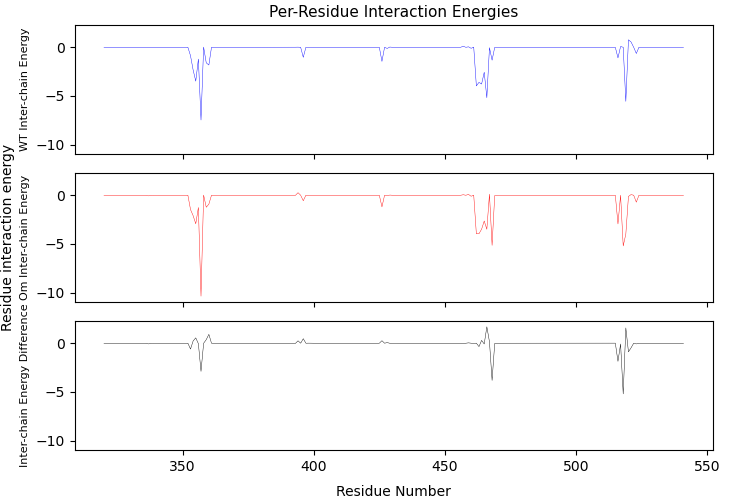 Per-Residue Interaction Energies
Residue interaction energy
WT Inter-chain Energy
0
−5
−10
Om Inter-chain Energy
0
−5
−10
Inter-chain Energy Difference
0
−5
−10
350
400
450
500
550
Residue Number